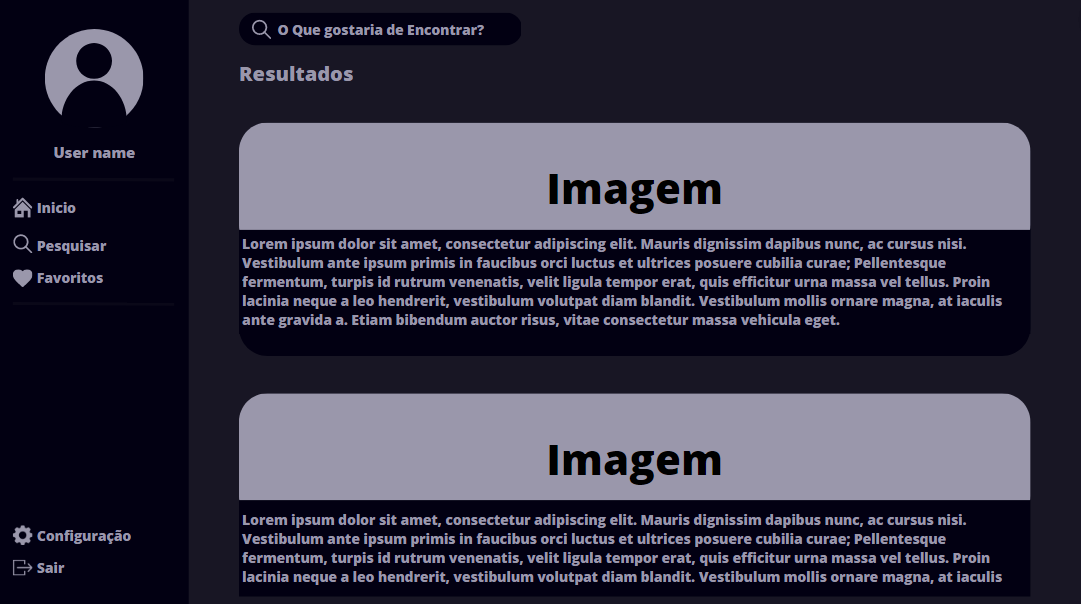 User name
Inicio
Pesquisar
Favoritos
Configuração
Sair
O Que gostaria de Encontrar?
Resultados
Imagem
Lorem ipsum dolor sit amet, consectetur adipiscing elit. Mauris dignissim dapibus nunc, ac cursus nisi.
Vestibulum ante ipsum primis in faucibus orci luctus et ultrices posuere cubilia curae; Pellentesque
fermentum, turpis id rutrum venenatis, velit ligula tempor erat, quis efficitur urna massa vel tellus. Proin
lacinia neque a leo hendrerit, vestibulum volutpat diam blandit. Vestibulum mollis ornare magna, at iaculis
ante gravida a. Etiam bibendum auctor risus, vitae consectetur massa vehicula eget.
Imagem
Lorem ipsum dolor sit amet, consectetur adipiscing elit. Mauris dignissim dapibus nunc, ac cursus nisi.
Vestibulum ante ipsum primis in faucibus orci luctus et ultrices posuere cubilia curae; Pellentesque
fermentum, turpis id rutrum venenatis, velit ligula tempor erat, quis efficitur urna massa vel tellus. Proin
lacinia neque a leo hendrerit, vestibulum volutpat diam blandit. Vestibulum mollis ornare magna, at iaculis